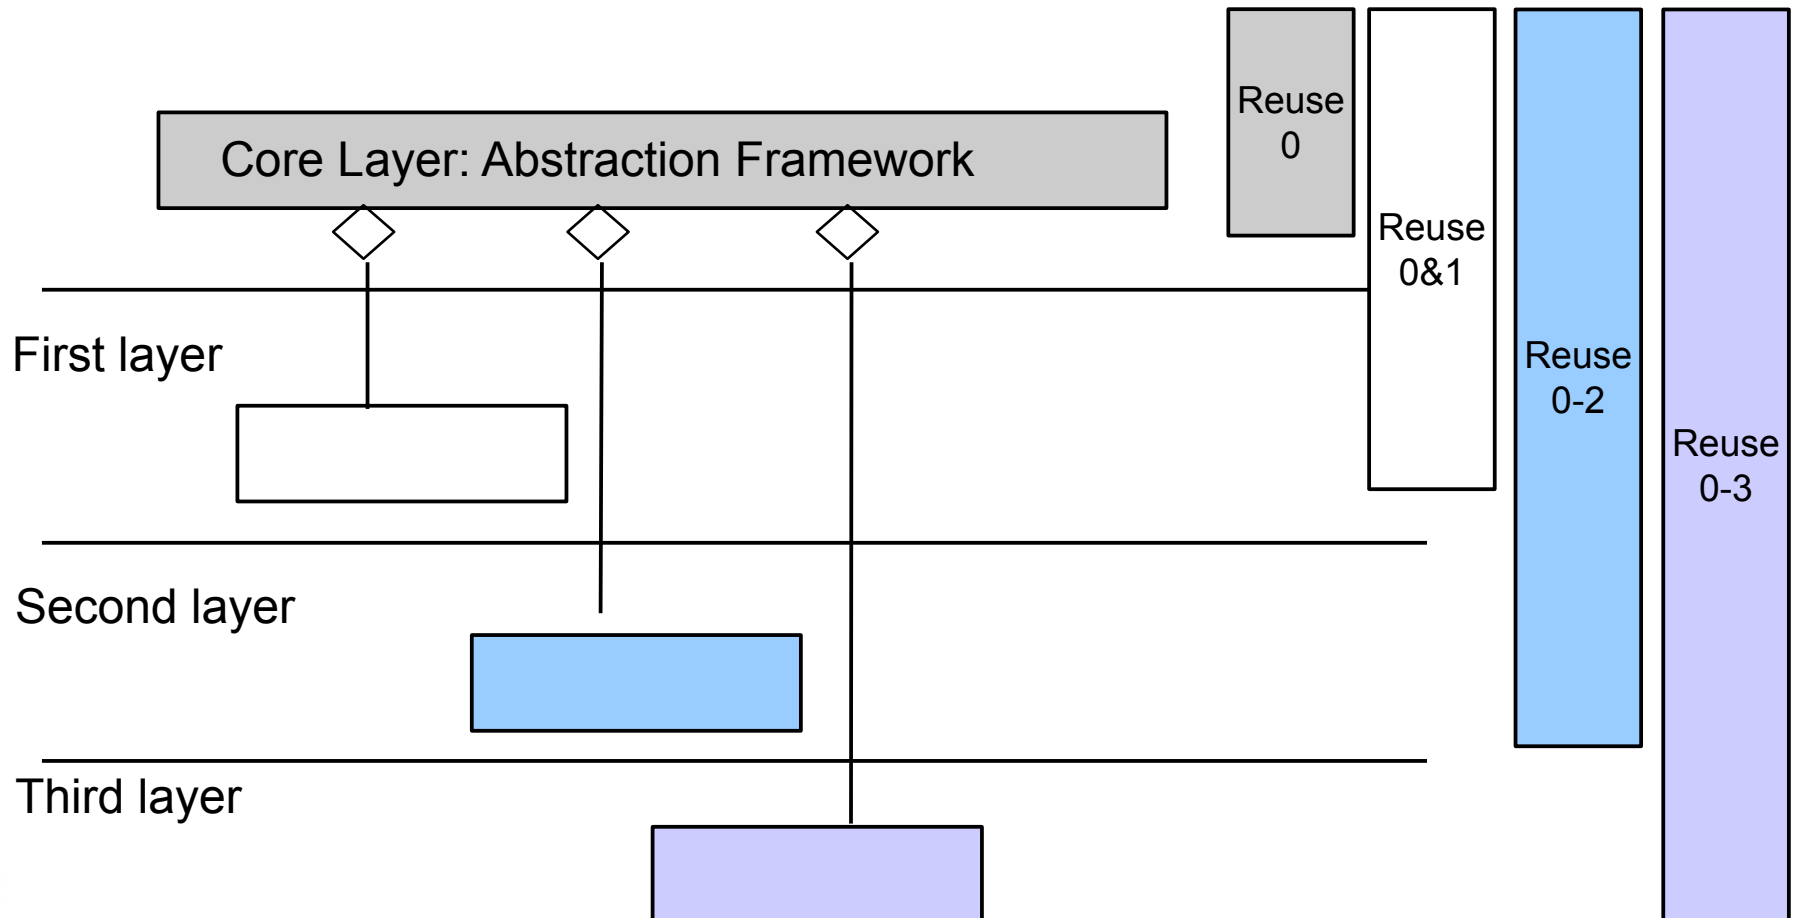 Core Layer: Abstraction Framework
First layer
Second layer
Third layer
Reuse
0
Reuse
0&1
Reuse
0-2
Reuse
0-3